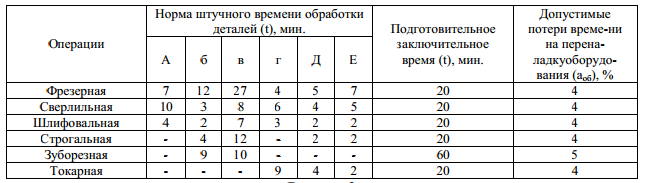 Операции
Норма штучного времени обработки
деталей (t), мин.
Подготовительное
заключительное
время (t), мин.
Допустимые
потери време-ни
на перена-
ладкуоборудо-
вания (aоб), %
А б в г Д Е
Фрезерная 7 12 27 4 5 7 20 4
Сверлильная 10 3 8 6 4 5 20 4
Шлифовальная 4 2 7 3 2 2 20 4
Строгальная - 4 12 - 2 2 20 4
Зуборезная - 9 10 - - - 60 5
Токарная - - - 9 4 2 20 4